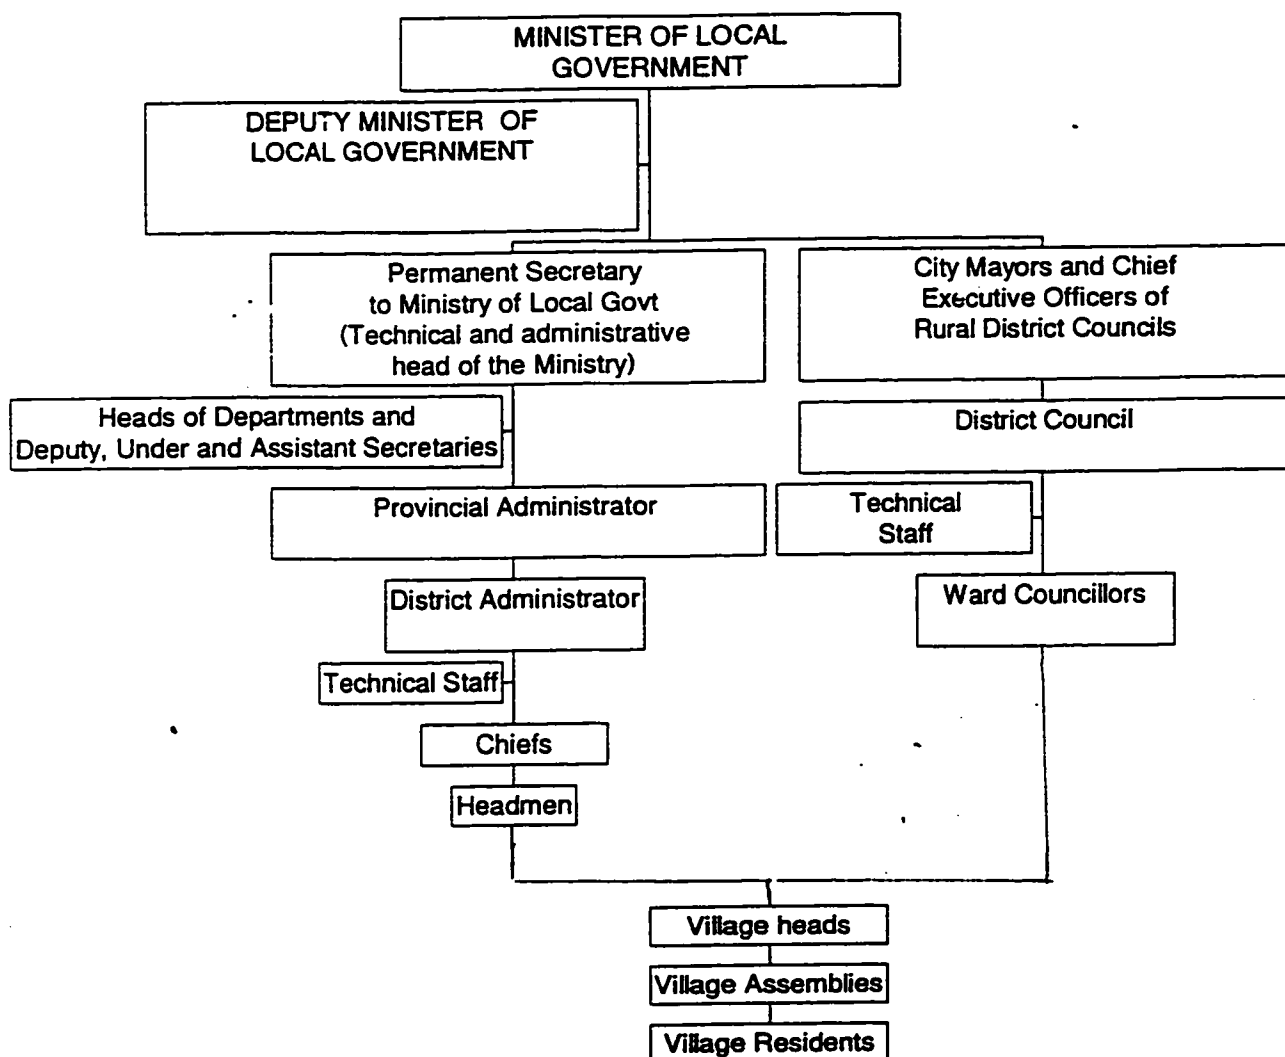 MINISTER OF LOCAL
GOVERNMENT
DEPUTY MINISTER OF
LOCAL GOVERNMENT
Permanent Secretary
to Ministry of Local Govt
(Technical and administrative
head of the Ministry)
City Mayors and Chief
Executive Officers of
Rural District Councils
Heads of Departments and
Deputy, Under and Assistant Secretaries
District Council
Provincial Administrator
Technical
Staff
District Administrator
Ward Councillors
Technical Staff
Chiefs
Headmen
Village heads
Village Assemblies
Village Residents